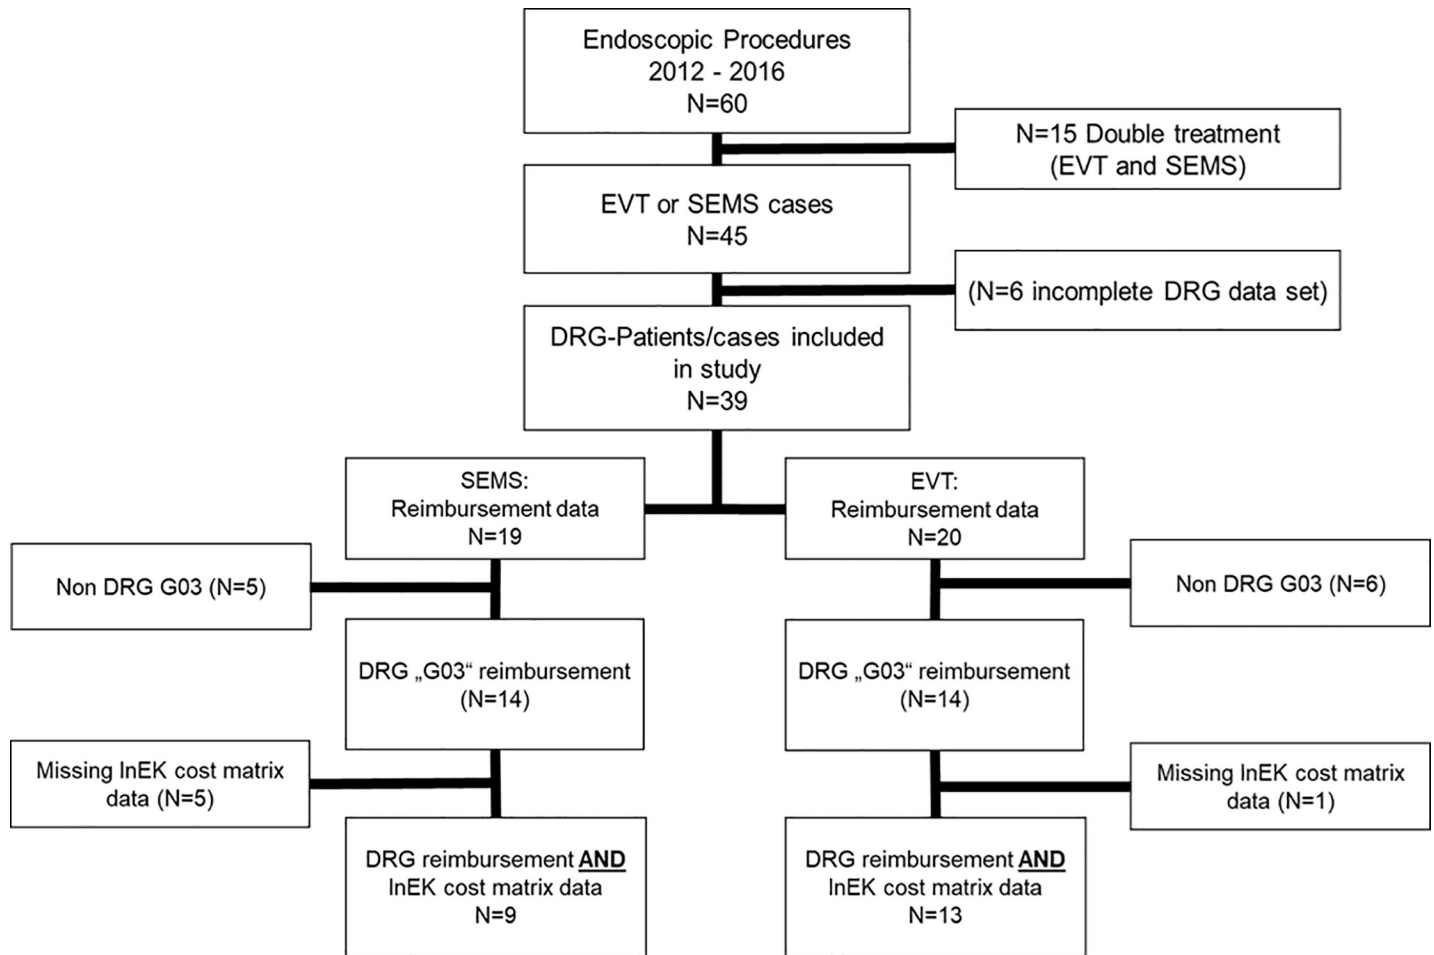 Endoscopic Procedures
2012 - 2016
N=60
N=15 Double treatment
(EVT and SEMS)
EVT or SEMS cases
N=45
(N=6 incomplete DRG data set)
DRG-Patients/cases included
in study
N=39
SEMS:
Reimbursement data
N=19
EVT:
Reimbursement data
N=20
Non DRG G03 (N=5)
Non DRG G03 (N=6)
DRG „G03“ reimbursement
(N=14)
DRG „G03“ reimbursement
(N=14)
Missing InEK cost matrix
data (N=5)
Missing InEK cost matrix
data (N=1)
DRG reimbursement AND
InEK cost matrix data
N=9
DRG reimbursement AND
InEK cost matrix data
N=13